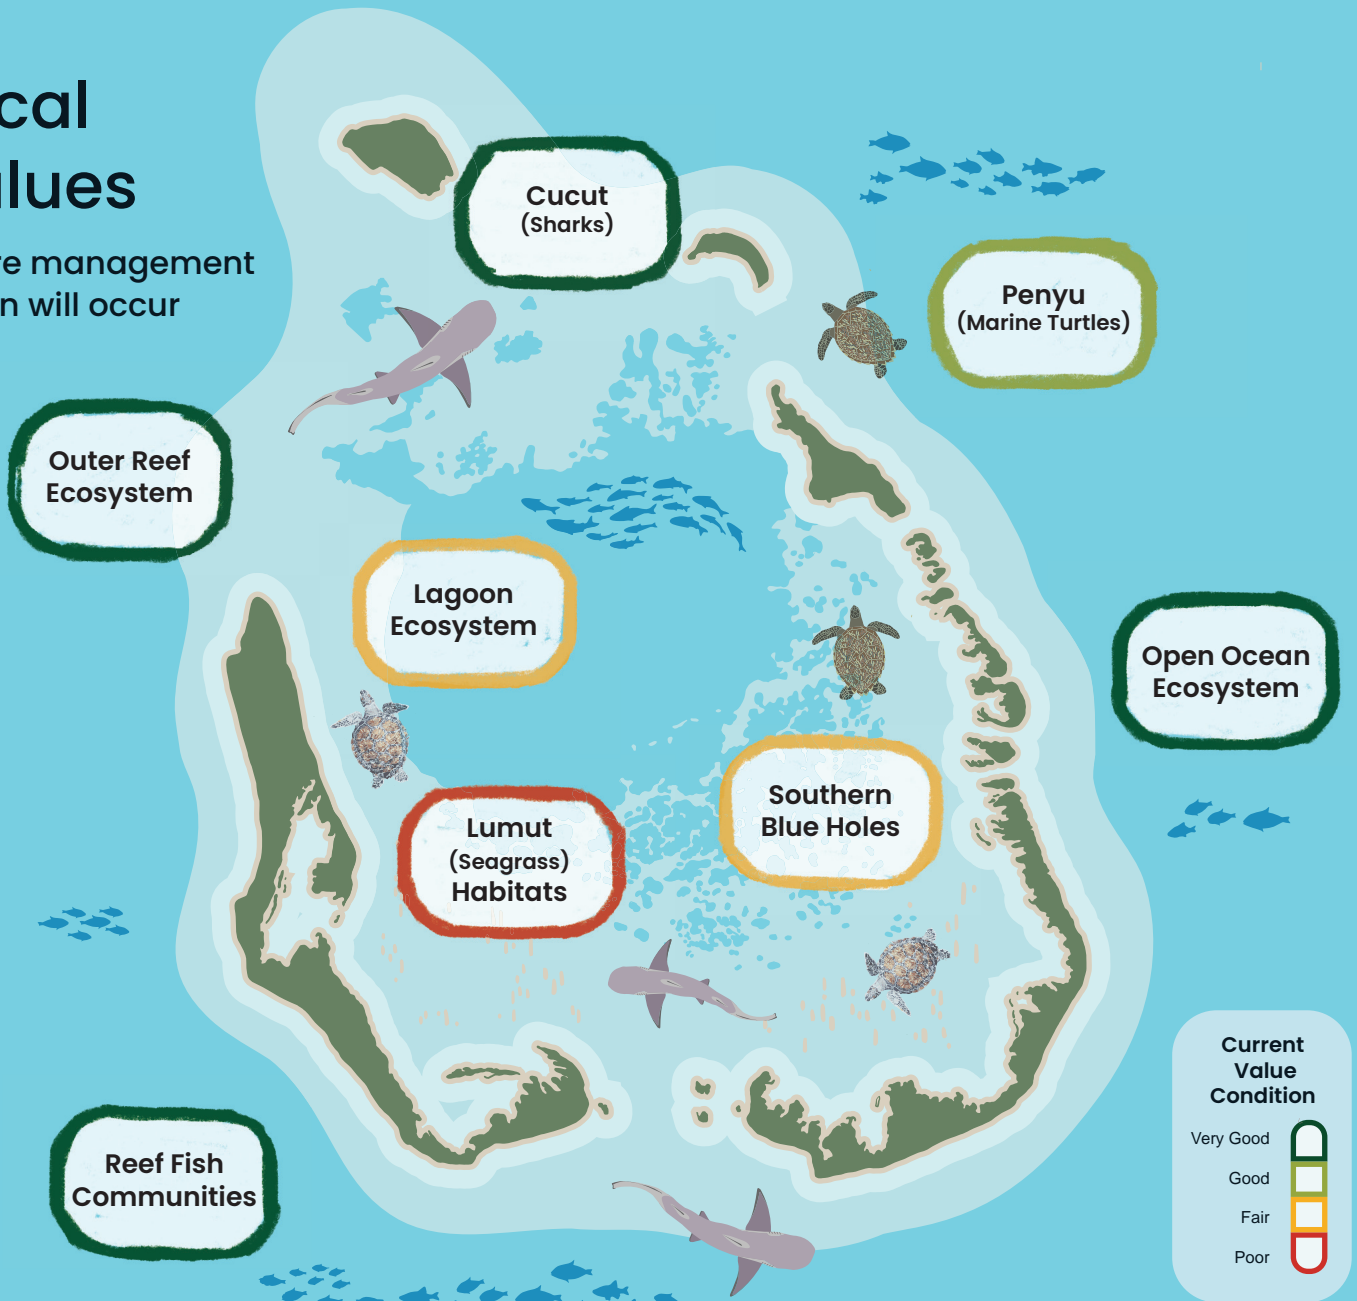 cal
lues
re management
n will occur
Cucut
(Sharks)
Penyu
(Marine Turtles)
Outer Reef
Ecosystem
Lagoon
Ecosystem
Open Ocean
Ecosystem
Southern
Blue Holes
Lumut
(Seagrass)
Habitats
Reef Fish
Communities
Current
Value
Condition
Very Good
Good
Fair
Poor